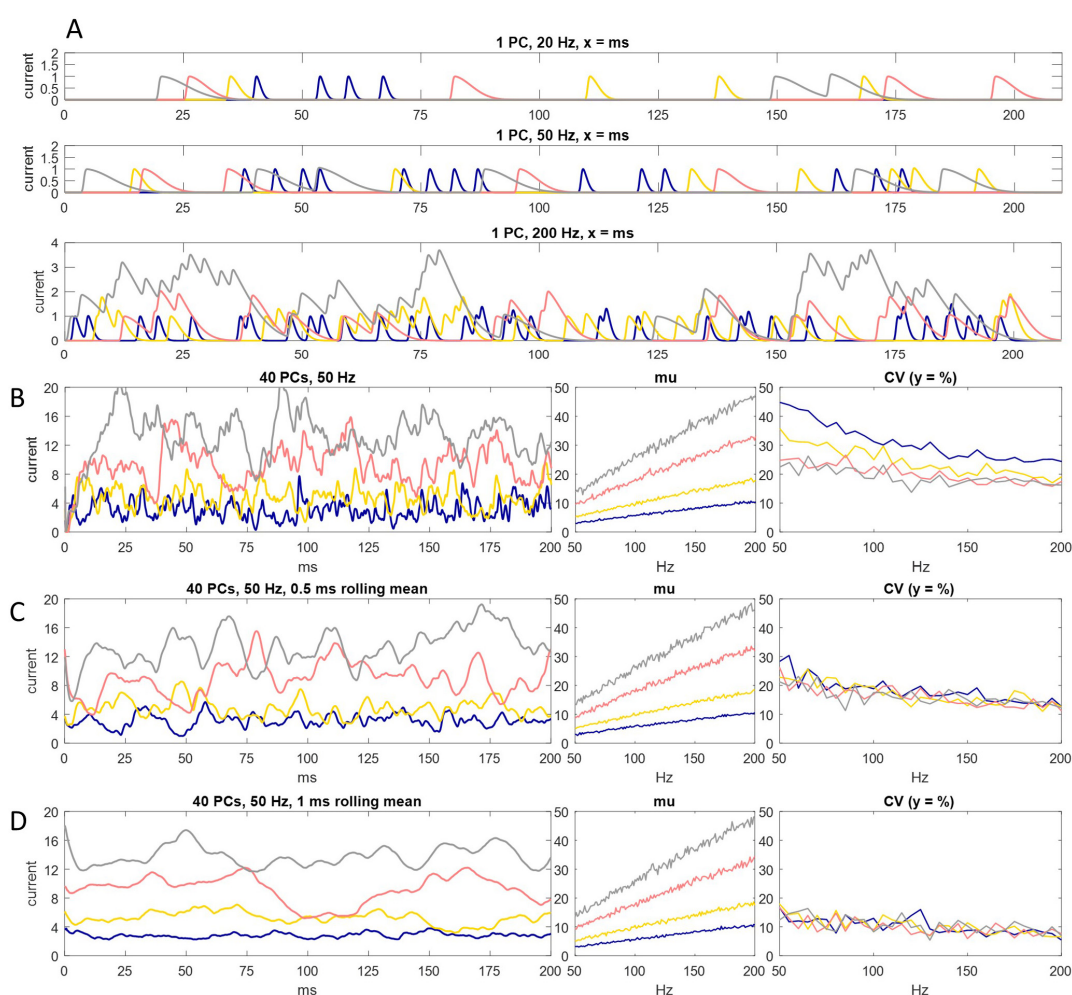 A
1 PC, 20 Hz, x = ms
current
2
1.5
1
0.5
0
0 25 50 75 100 125 150 175 200
1 PC, 50 Hz, x = ms
current
2
1.5
1
0.5
0
0 25 50 75 100 125 150 175 200
1 PC, 200 Hz, x = ms
current
4
3
2
1
0
0 25 50 75 100 125 150 175 200
B
40 PCs, 50 Hz
current
20
16
12
8
4
0
0 25 50 75 100 125 150 175 200
ms
mu
50
40
30
20
10
0
50 100 150 200
Hz
CV (y = %)
50
40
30
20
10
0
50 100 150 200
Hz
C
40 PCs, 50 Hz, 0.5 ms rolling mean
current
20
16
12
8
4
0
0 25 50 75 100 125 150 175 200
ms
mu
50
40
30
20
10
0
50 100 150 200
Hz
CV (y = %)
50
40
30
20
10
0
50 100 150 200
Hz
D
40 PCs, 50 Hz, 1 ms rolling mean
current
20
16
12
8
4
0
0 25 50 75 100 125 150 175 200
ms
mu
50
40
30
20
10
0
50 100 150 200
Hz
CV (y = %)
50
40
30
20
10
0
50 100 150 200
Hz